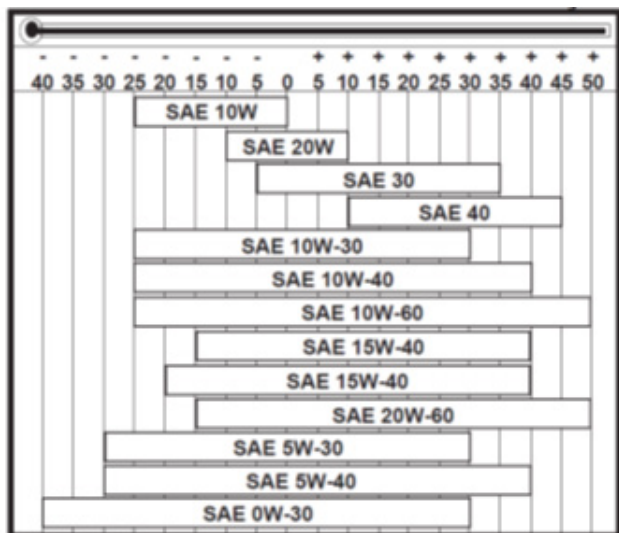 - - - - - - - - + + + + + + + + + +
40 35 30 25 20 15 10 5 0 5 10 15 20 25 30 35 40 45 50
SAE 10W
SAE 20W
SAE 30
SAE 40
SAE 10W-30
SAE 10W-40
SAE 10W-60
SAE 15W-40
SAE 15W-40
SAE 20W-60
SAE 5W-30
SAE 5W-40
SAE 0W-30